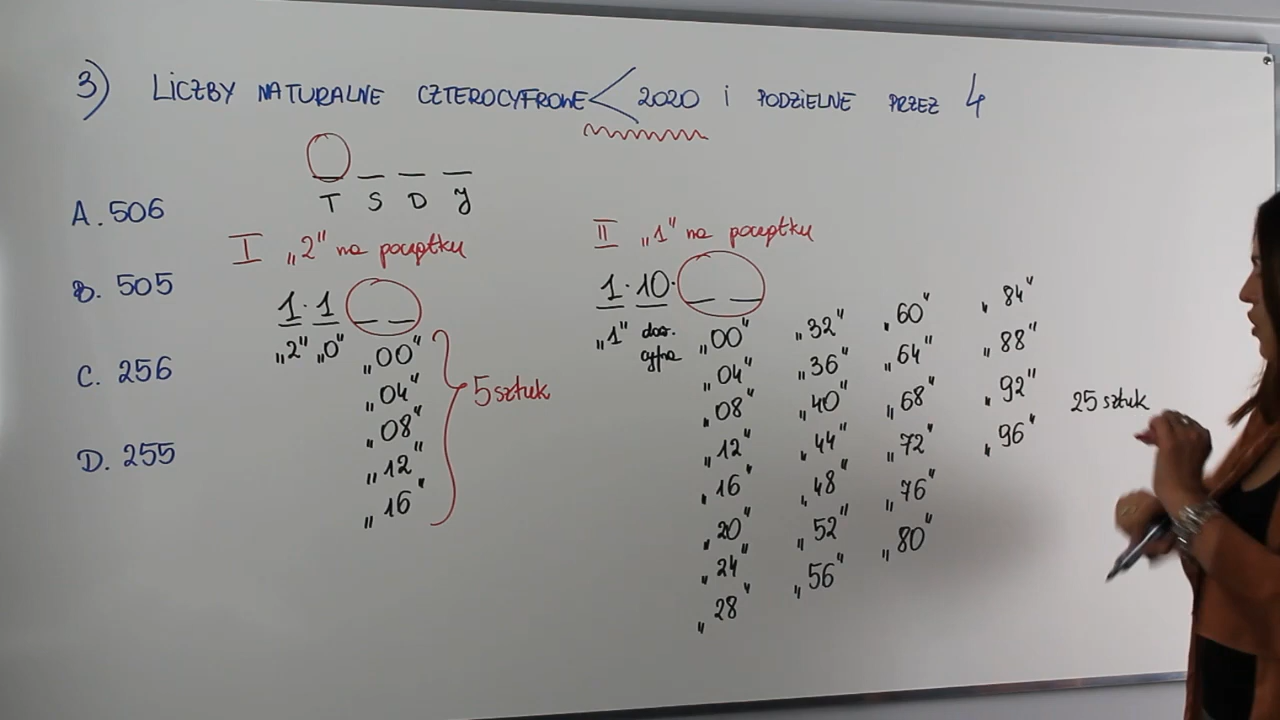 3) LICZBY NATURALNE CZTEROCYFROWE < 2020 i PODZIELNE PRZEZ 4
T S D J
A. 506
B. 505
C. 256
D. 255
I „2" na początku
1 · 1
„2" „0"
„00"
„04"
„08"
„12"
„16"
5 sztuk
II „1" na początku
1 · 10 ·
„1" dow. cyfra
„00"
„04"
„08"
„12"
„16"
„20"
„24"
„28"
„32"
„36"
„40"
„44"
„48"
„52"
„56"
„60"
„64"
„68"
„72"
„76"
„80"
„84"
„88"
„92"
„96"
25 sztuk